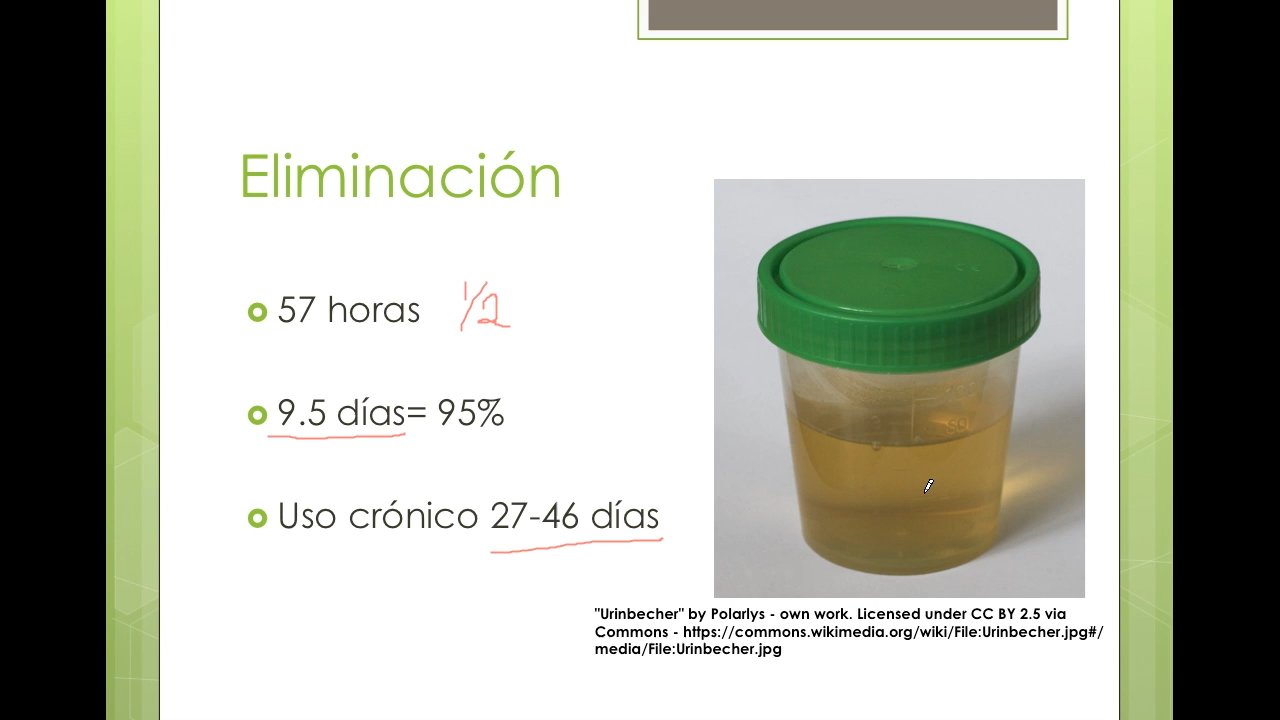 Eliminación
57 horas 1/2
9.5 días= 95%
Uso crónico 27-46 días
"Urinbecher" by Polarlys - own work. Licensed under CC BY 2.5 via
Commons - https://commons.wikimedia.org/wiki/File:Urinbecher.jpg#/
media/File:Urinbecher.jpg